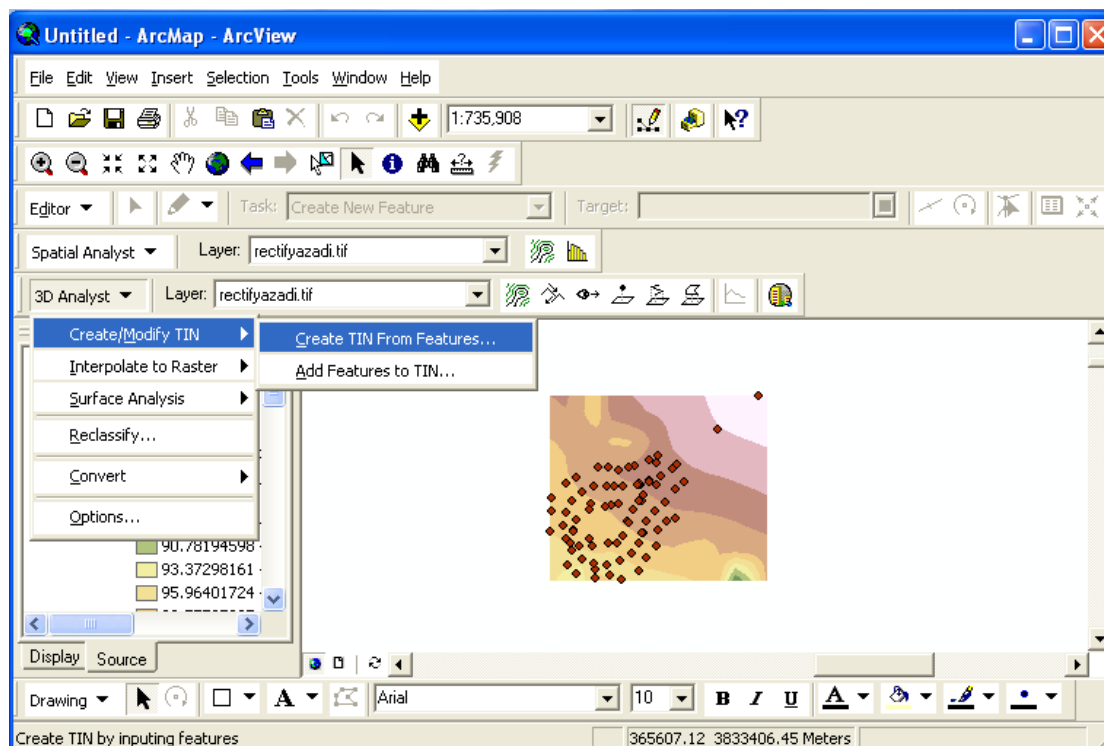 Untitled - ArcMap - ArcView
File Edit View Insert Selection Tools Window Help
1:735,908
Editor Task: Create New Feature Target:
Spatial Analyst Layer: rectifyazadi.tif
3D Analyst Layer: rectifyazadi.tif
Create/Modify TIN
Create TIN From Features...
Interpolate to Raster
Add Features to TIN...
Surface Analysis
Reclassify...
Convert
Options...
90.78194598 -
93.37298161 -
95.96401724 -
Display Source
Drawing A Arial 10 B I U A
Create TIN by inputing features 365607.12 3833406.45 Meters